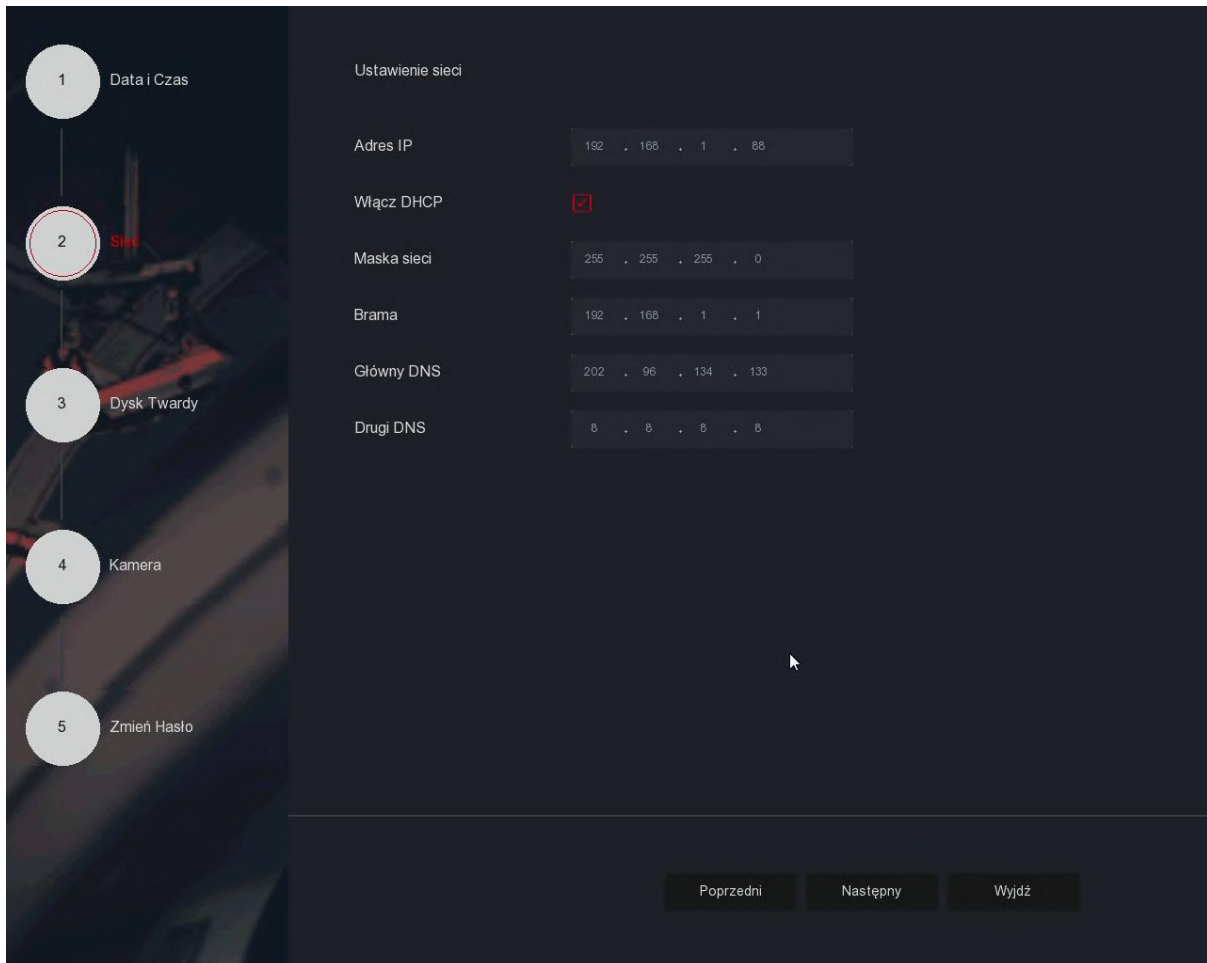 1 Data i Czas
2 Sieć
3 Dysk Twardy
4 Kamera
5 Zmień Hasło
Ustawienie sieci
Adres IP 192 . 168 . 1 . 88
Włącz DHCP
Maska sieci 255 . 255 . 255 . 0
Brama 192 . 168 . 1 . 1
Główny DNS 202 . 96 . 134 . 133
Drugi DNS 8 . 8 . 8 . 8
Poprzedni Następny Wyjdź